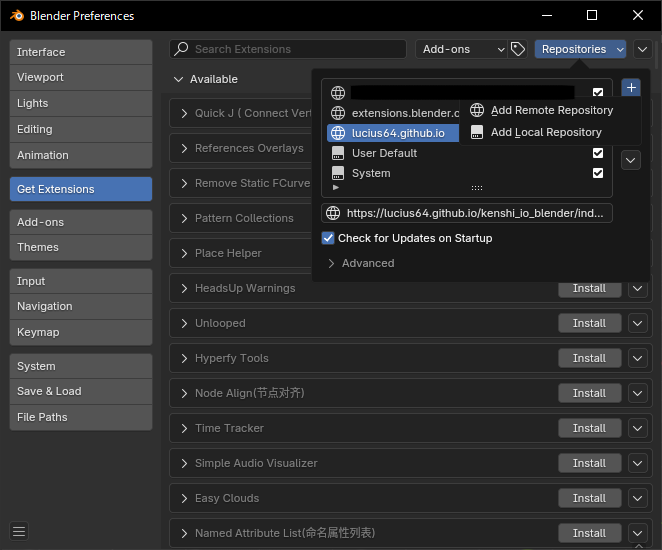 Blender Preferences
Interface
Viewport
Lights
Editing
Animation
Get Extensions
Add-ons
Themes
Input
Navigation
Keymap
System
Save & Load
File Paths
Search Extensions
Add-ons
Repositories
Available
Quick J ( Connect Vert
References Overlays
Remove Static FCurve
Pattern Collections
Place Helper
HeadsUp Warnings
Install
Unlooped
Install
Hyperfy Tools
Install
Node Align(节点对齐)
Install
Time Tracker
Install
Simple Audio Visualizer
Install
Easy Clouds
Install
Named Attribute List(命名属性列表)
Install
extensions.blender.o
lucius64.github.io
User Default
System
Add Remote Repository
Add Local Repository
https://lucius64.github.io/kenshi_io_blender/ind...
Check for Updates on Startup
Advanced